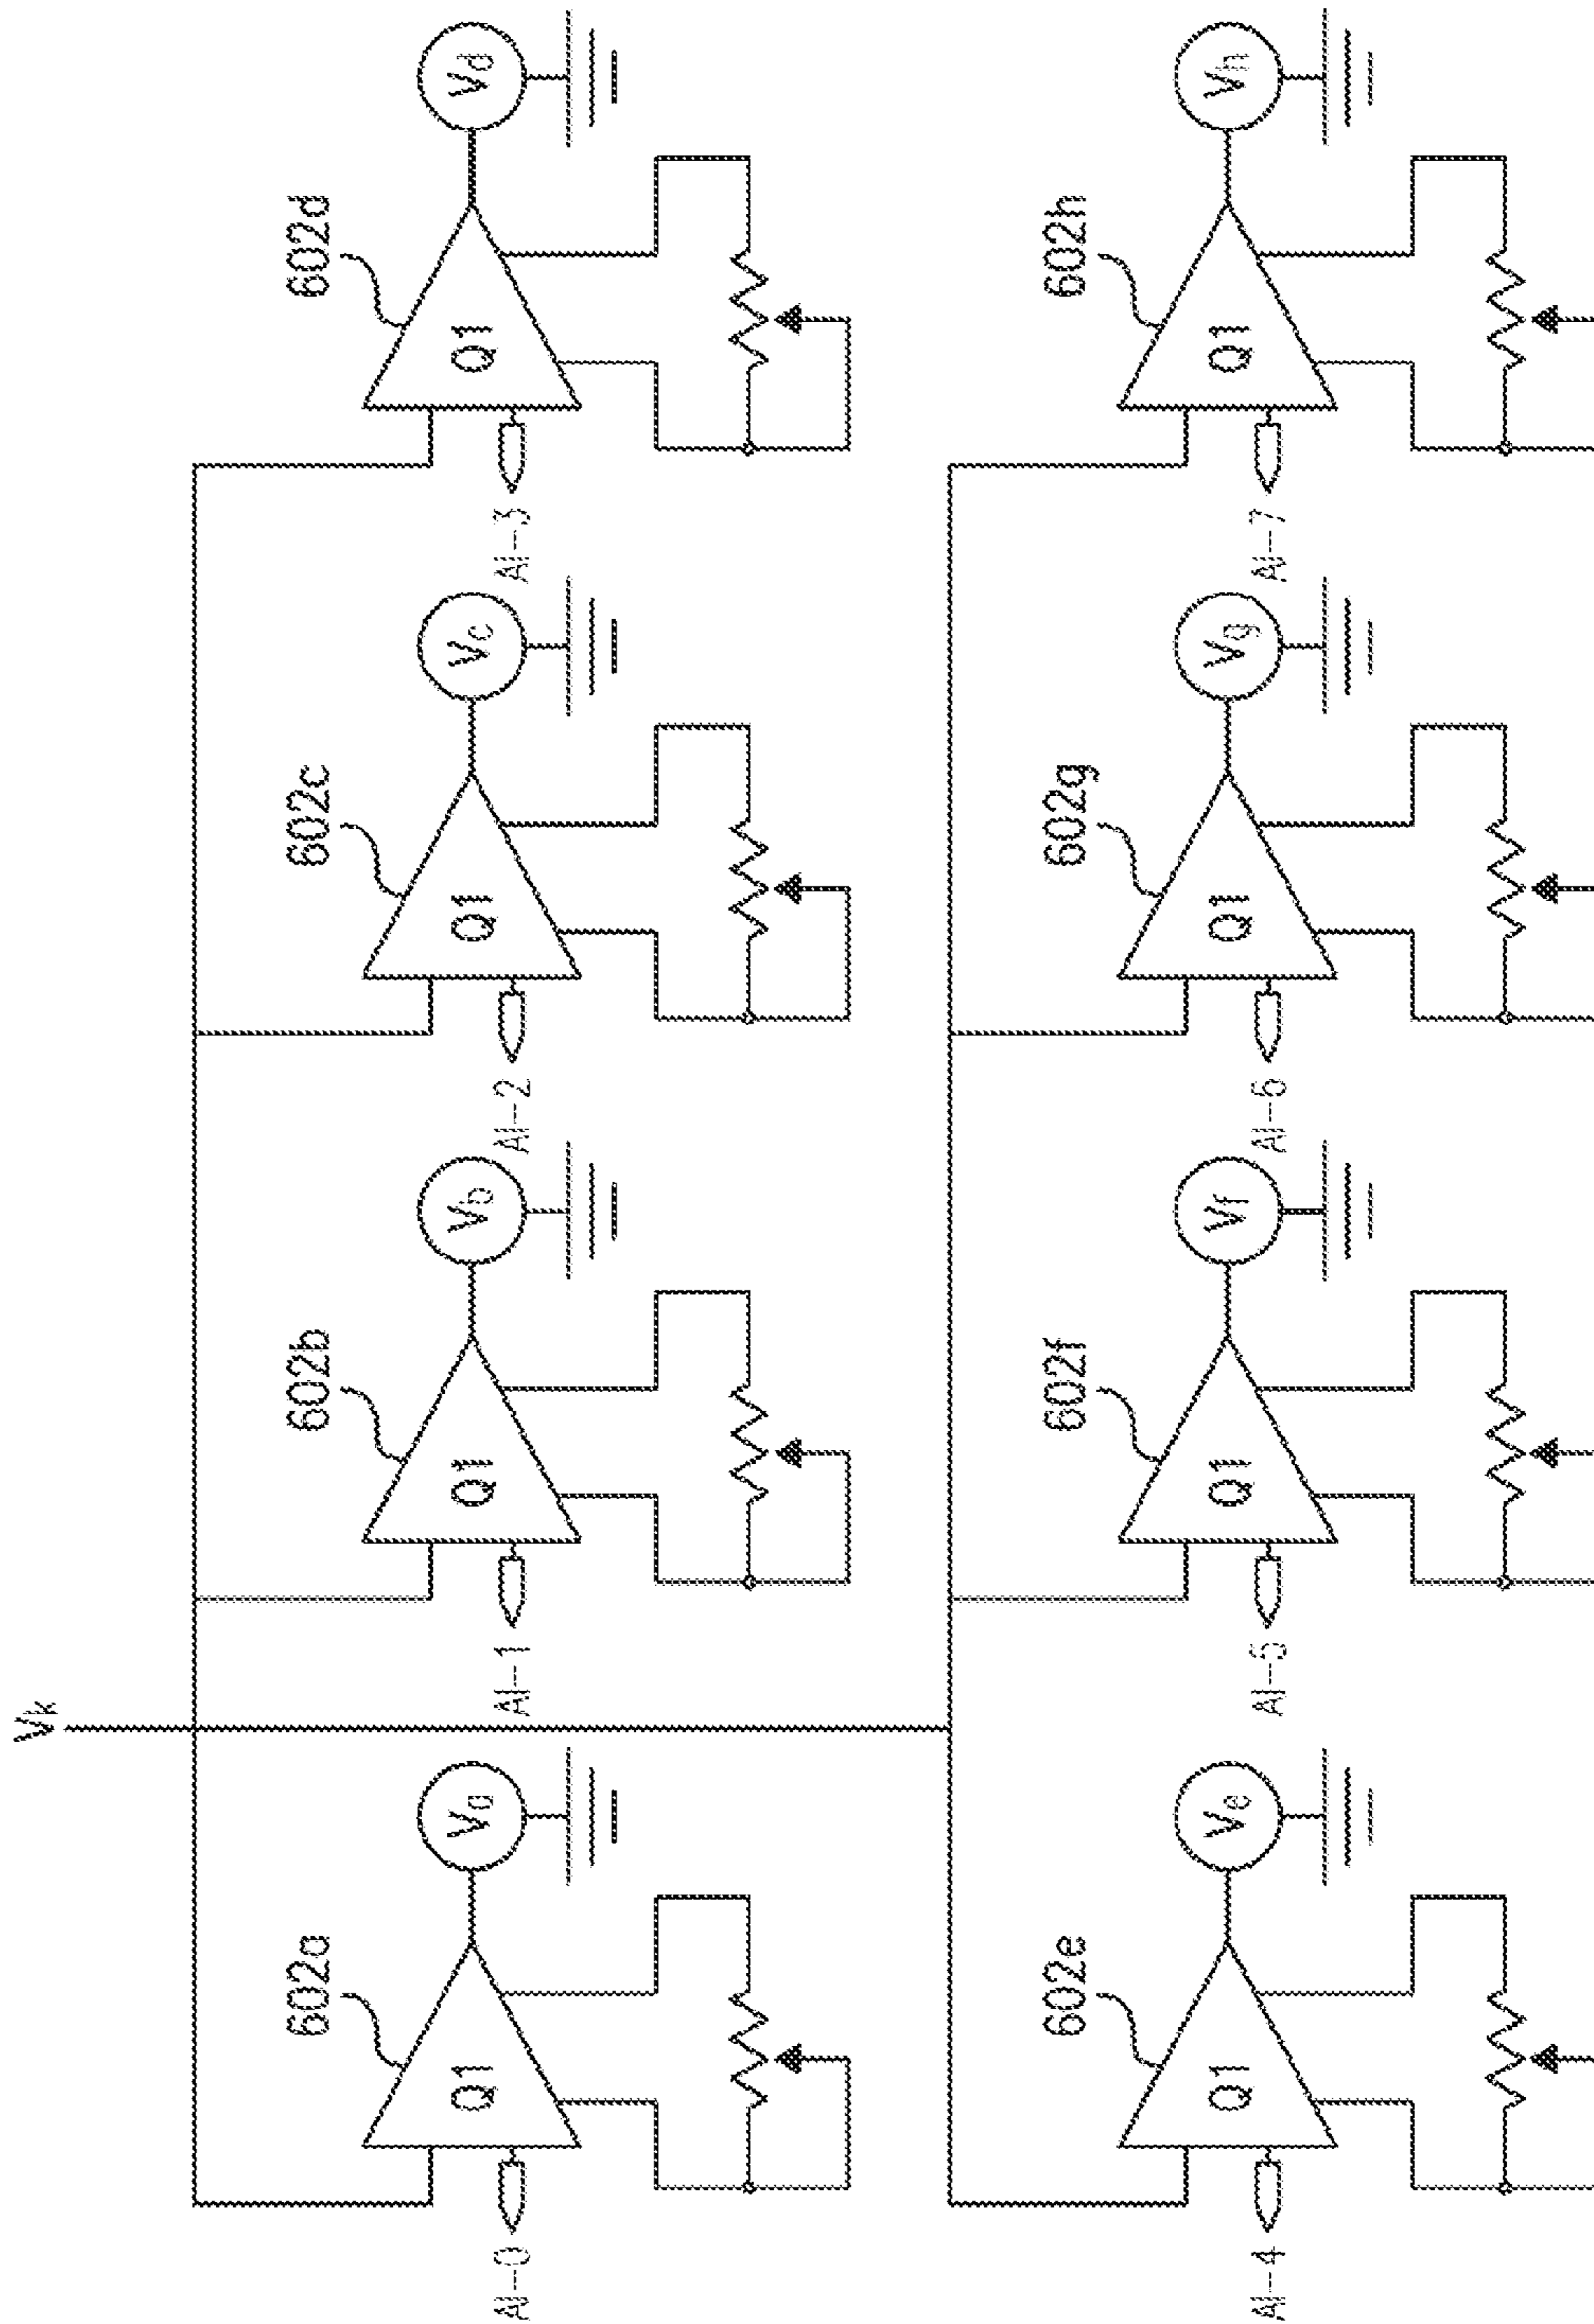 Vk
602a
602b
602c
602d
Q1
Va
Q1
Vb
Q1
Vc
Q1
Vd
AI-0
AI-1
AI-2
AI-3
602e
602f
602g
602h
Q1
Ve
Q1
Vf
Q1
Vg
Q1
Vh
AI-4
AI-5
AI-6
AI-7